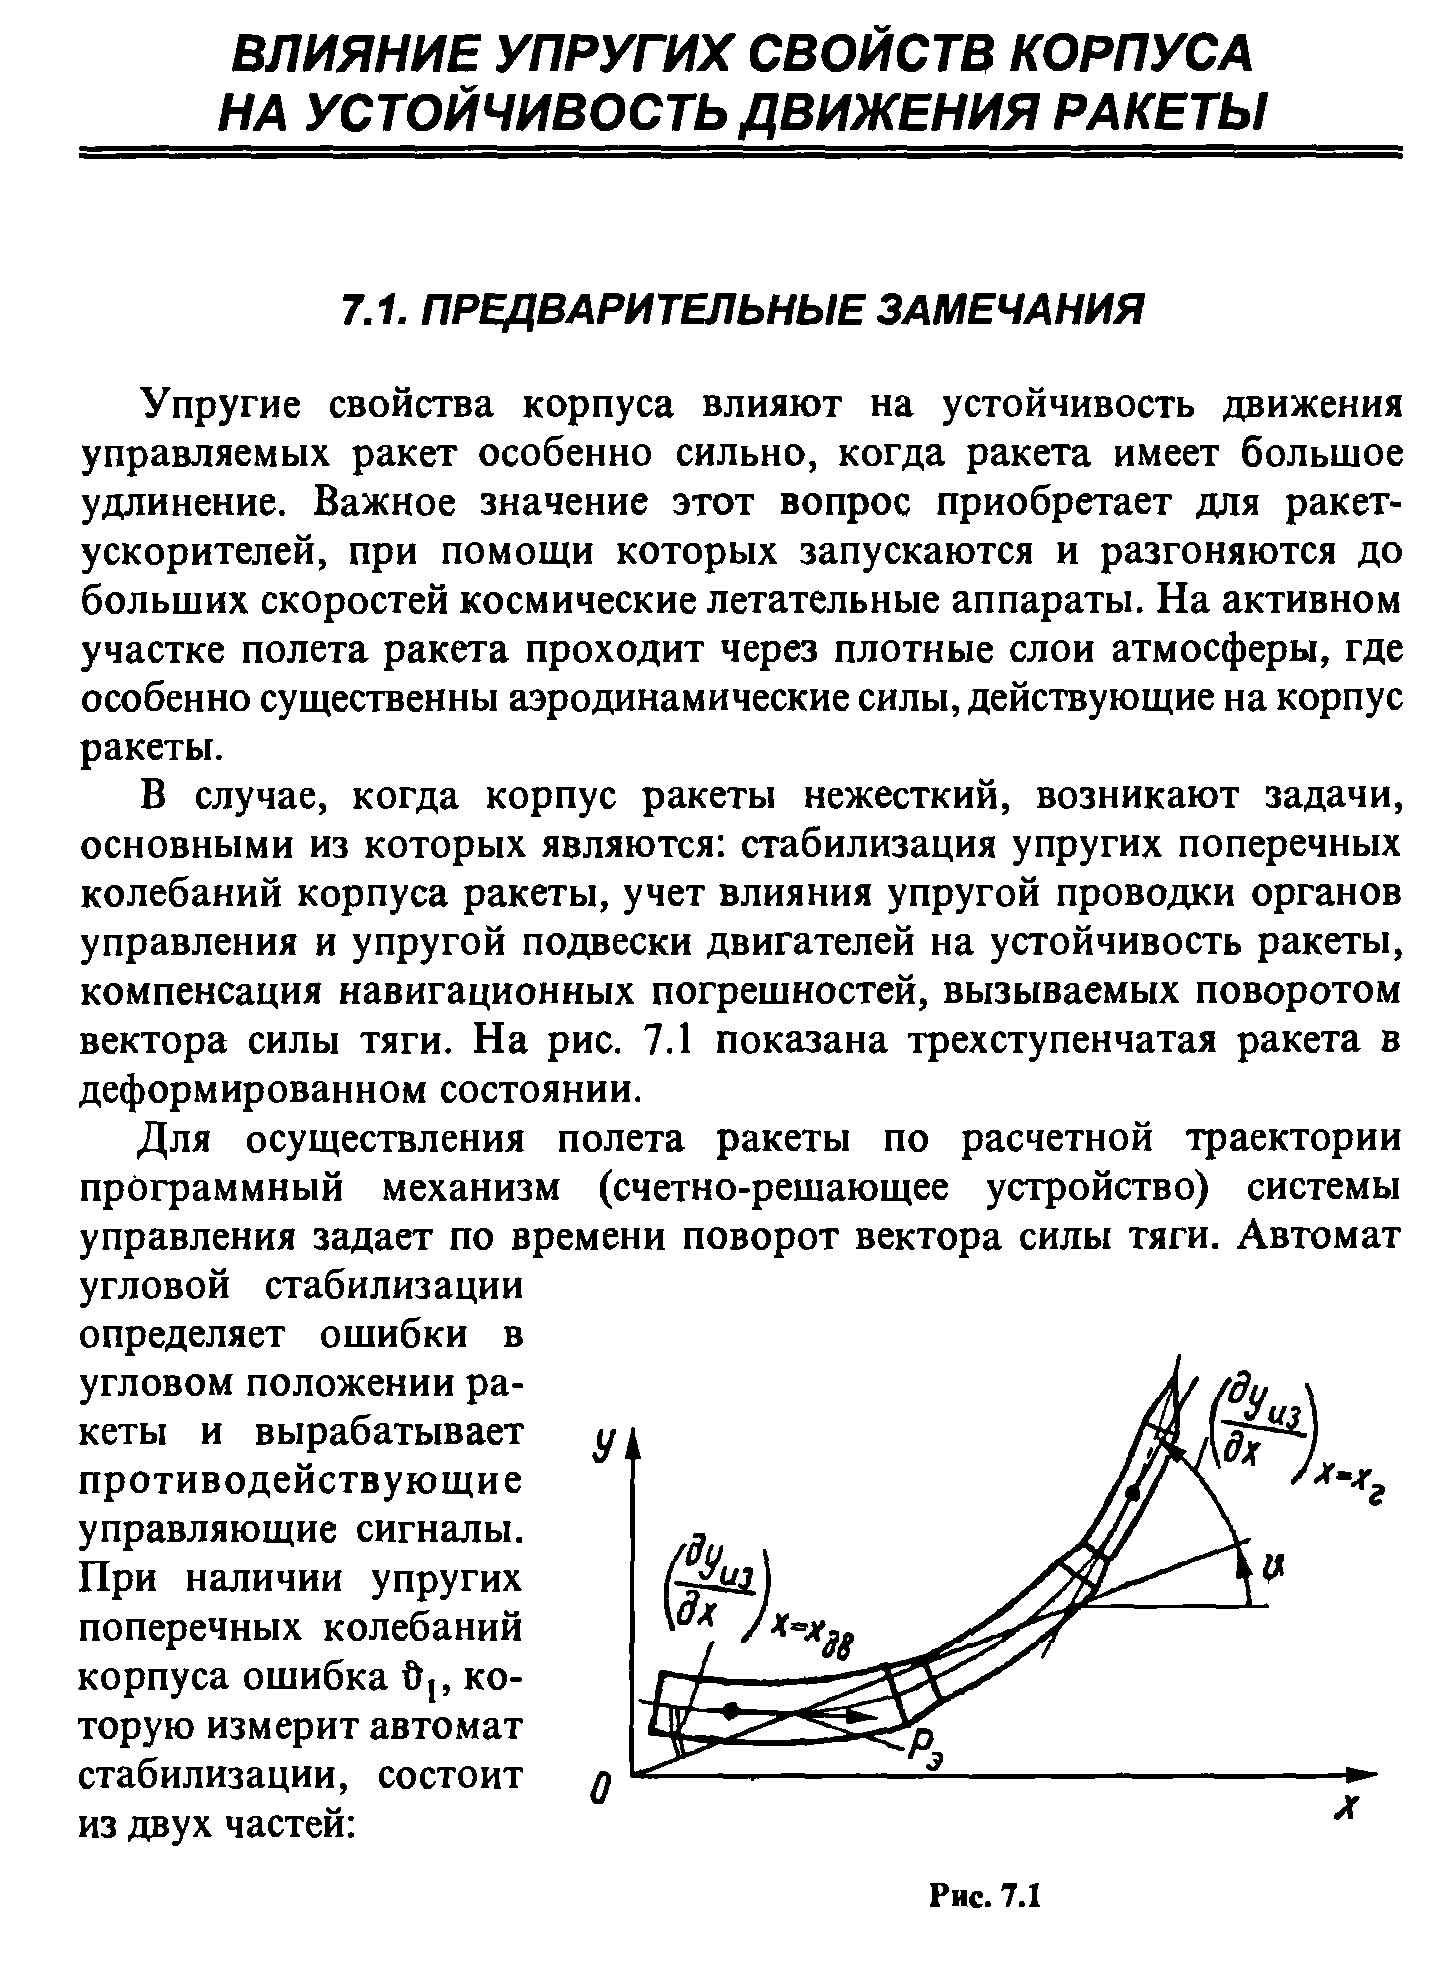 ВЛИЯНИЕ УПРУГИХ СВОЙСТВ КОРПУСА
НА УСТОЙЧИВОСТЬ ДВИЖЕНИЯ РАКЕТЫ
7.1. ПРЕДВАРИТЕЛЬНЫЕ ЗАМЕЧАНИЯ
Упругие свойства корпуса влияют на устойчивость движения
управляемых ракет особенно сильно, когда ракета имеет большое
удлинение. Важное значение этот вопрос приобретает для ракет-
ускорителей, при помощи которых запускаются и разгоняются до
больших скоростей космические летательные аппараты. На активном
участке полета ракета проходит через плотные слои атмосферы, где
особенно существенны аэродинамические силы, действующие на корпус
ракеты.
В случае, когда корпус ракеты нежесткий, возникают задачи,
основными из которых являются: стабилизация упругих поперечных
колебаний корпуса ракеты, учет влияния упругой проводки органов
управления и упругой подвески двигателей на устойчивость ракеты,
компенсация навигационных погрешностей, вызываемых поворотом
вектора силы тяги. На рис. 7.1 показана трехступенчатая ракета в
деформированном состоянии.
Для осуществления полета ракеты по расчетной траектории
программный механизм (счетно-решающее устройство) системы
управления задает по времени поворот вектора силы тяги. Автомат
угловой стабилизации
определяет ошибки в
угловом положении ра-
кеты и вырабатывает
противодействующие
управляющие сигналы.
При наличии упругих
поперечных колебаний
корпуса ошибка ϑ₁, ко-
торую измерит автомат
стабилизации, состоит
из двух частей:
y
(∂y_из/∂x)_x=x_г
ϑ
(∂y_из/∂x)_x=x_дв
P_э
0
x
Рис. 7.1